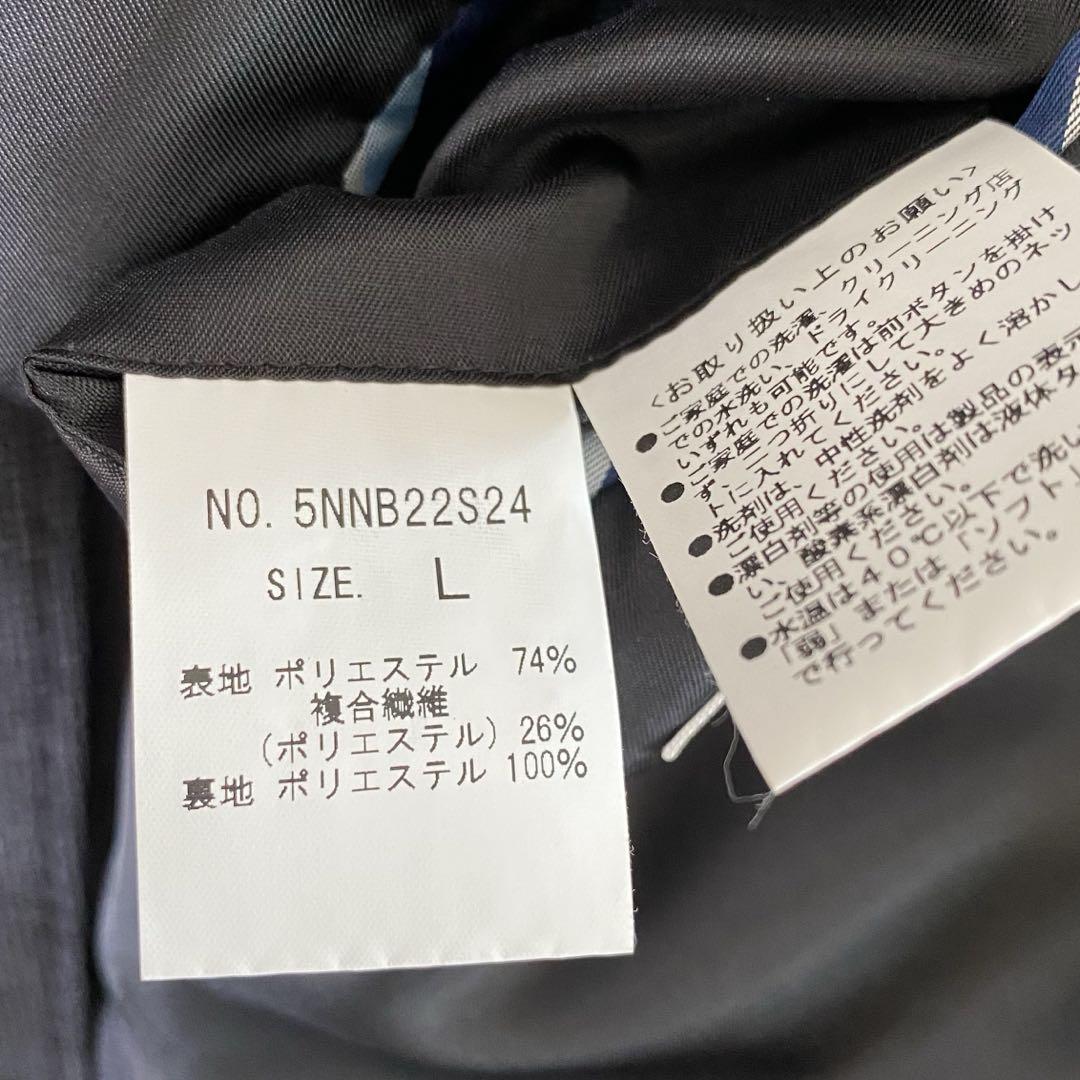 NO. 5NNB22S24
SIZE. L
表地 ポリエステル 74%
複合繊維
(ポリエステル) 26%
裏地 ポリエステル 100%
<お取り扱い上のお願い>
●ご家庭での洗濯、クリーニング店
での水洗い、ドライクリーニング
いずれも可能です。
●ご家庭での洗濯は前ボタンを掛け
二つ折りにして大きめのネッ
トに入れてください。
●洗剤は、中性洗剤をよく溶かし
ご使用ください。
●漂白剤等の使用は製品の表示
い。酸素系漂白剤は液体タ
ご使用ください。
●水温は40℃以下で洗い
「弱」または「ソフト」
で行ってください。